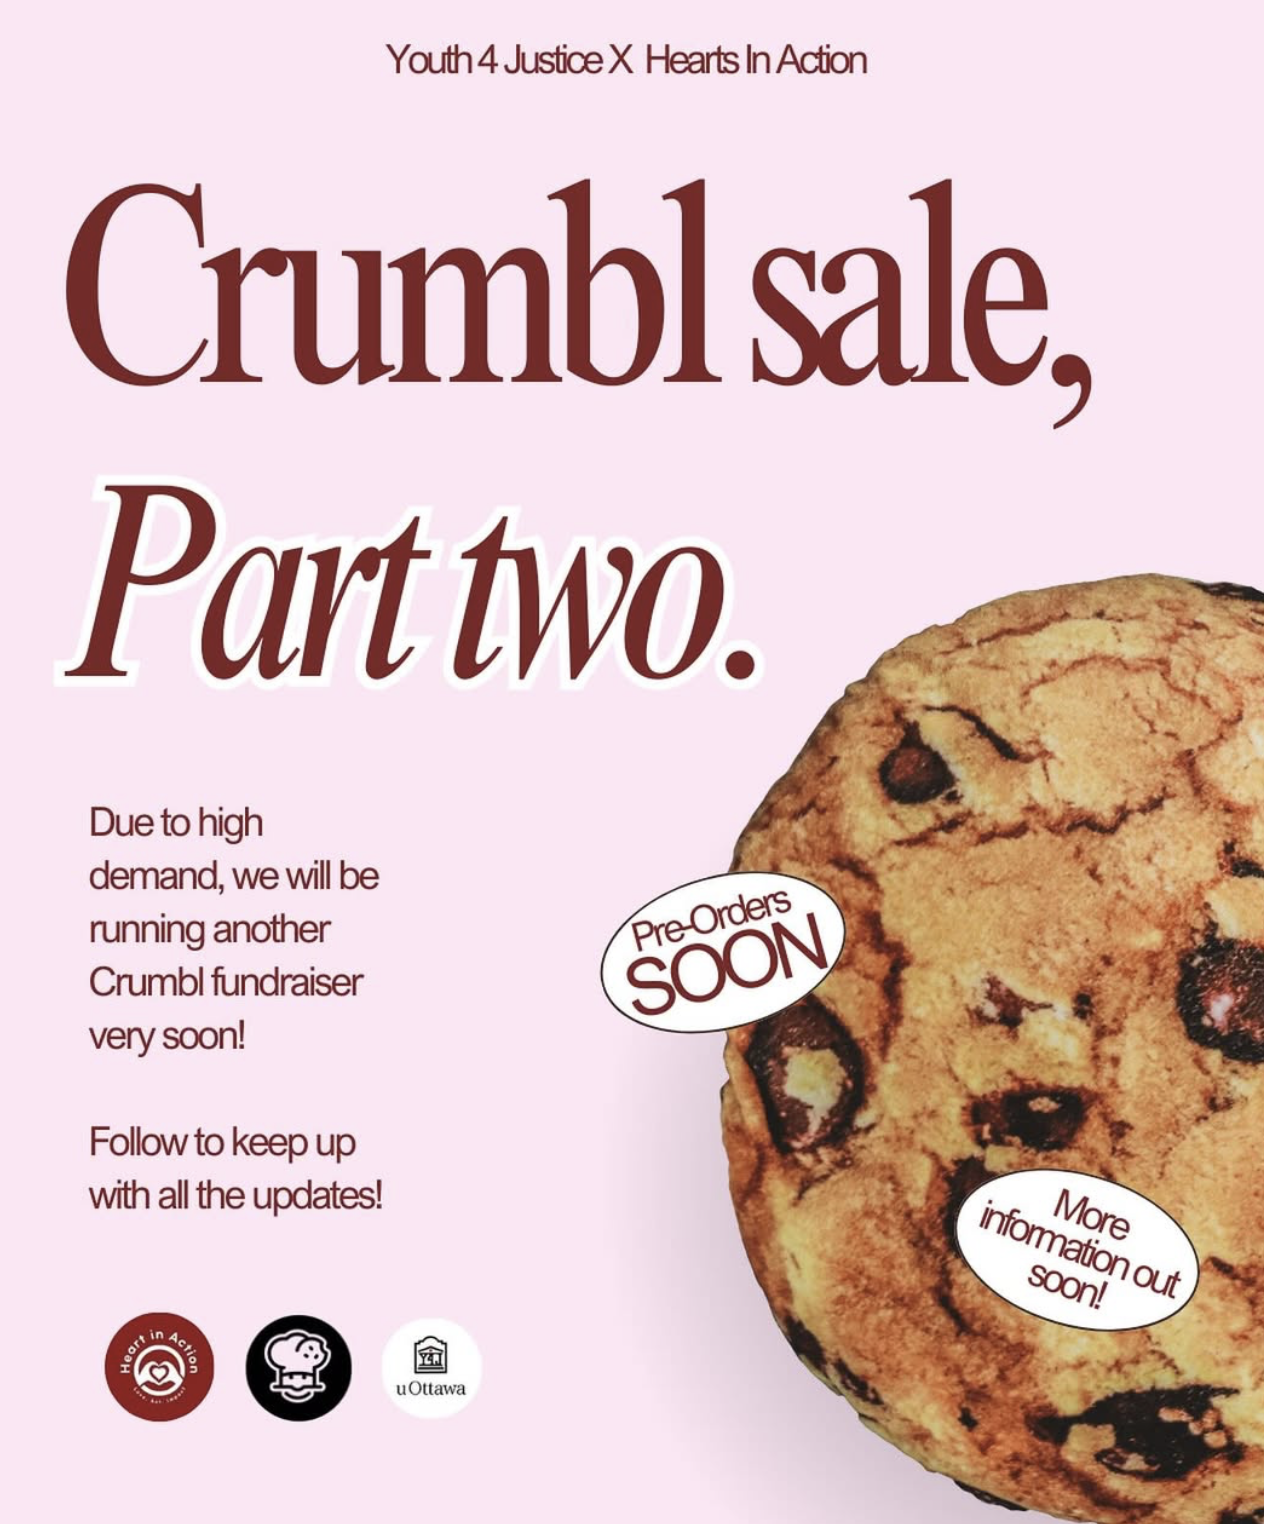 Youth 4 Justice X Hearts In Action
Crumbl sale,
Part two.
Due to high
demand, we will be
running another
Crumbl fundraiser
very soon!
Follow to keep up
with all the updates!
Pre-Orders
SOON
More
information out
soon!
Heart in Action
Y4J
uOttawa